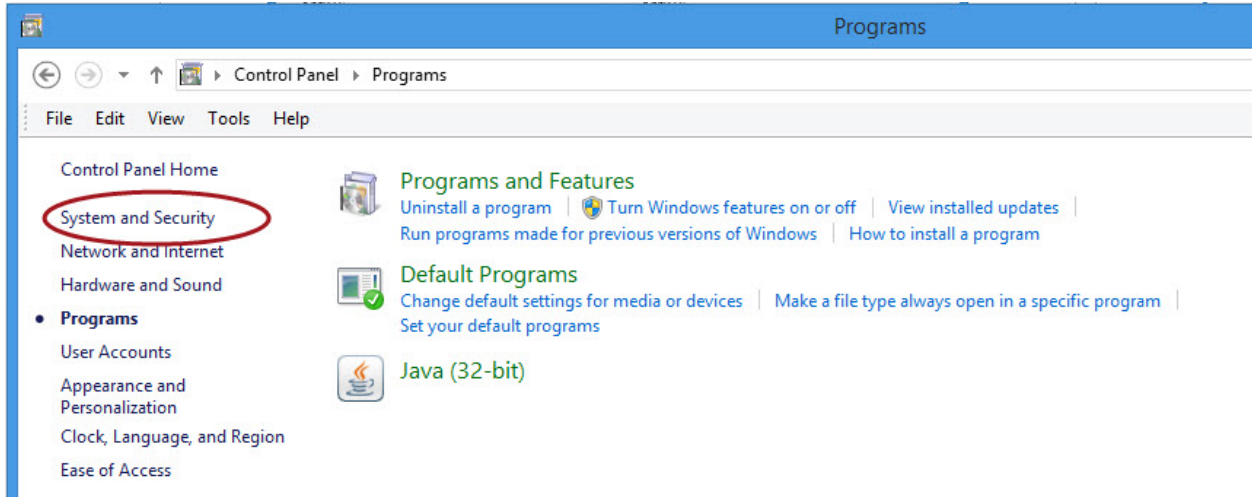 Programs
Control Panel Programs
File Edit View Tools Help
Control Panel Home
System and Security
Network and Internet
Hardware and Sound
Programs
User Accounts
Appearance and
Personalization
Clock, Language, and Region
Ease of Access
Programs and Features
Uninstall a program Turn Windows features on or off View installed updates
Run programs made for previous versions of Windows How to install a program
Default Programs
Change default settings for media or devices Make a file type always open in a specific program
Set your default programs
Java (32-bit)